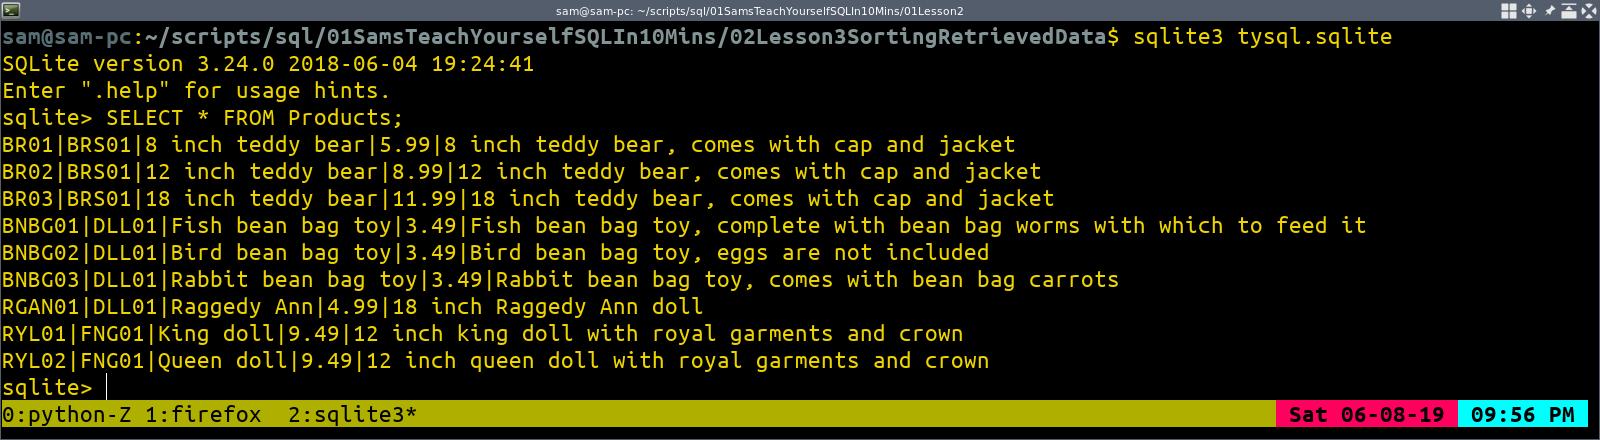 sam@sam-pc: ~/scripts/sql/01SamsTeachYourselfSQLIn10Mins/01Lesson2
sam@sam-pc:~/scripts/sql/01SamsTeachYourselfSQLIn10Mins/02Lesson3SortingRetrievedData$ sqlite3 tysql.sqlite
SQLite version 3.24.0 2018-06-04 19:24:41
Enter ".help" for usage hints.
sqlite> SELECT * FROM Products;
BR01|BRS01|8 inch teddy bear|5.99|8 inch teddy bear, comes with cap and jacket
BR02|BRS01|12 inch teddy bear|8.99|12 inch teddy bear, comes with cap and jacket
BR03|BRS01|18 inch teddy bear|11.99|18 inch teddy bear, comes with cap and jacket
BNBG01|DLL01|Fish bean bag toy|3.49|Fish bean bag toy, complete with bean bag worms with which to feed it
BNBG02|DLL01|Bird bean bag toy|3.49|Bird bean bag toy, eggs are not included
BNBG03|DLL01|Rabbit bean bag toy|3.49|Rabbit bean bag toy, comes with bean bag carrots
RGAN01|DLL01|Raggedy Ann|4.99|18 inch Raggedy Ann doll
RYL01|FNG01|King doll|9.49|12 inch king doll with royal garments and crown
RYL02|FNG01|Queen doll|9.49|12 inch queen doll with royal garments and crown
sqlite>
0:python-Z 1:firefox  2:sqlite3* Sat 06-08-19 09:56 PM